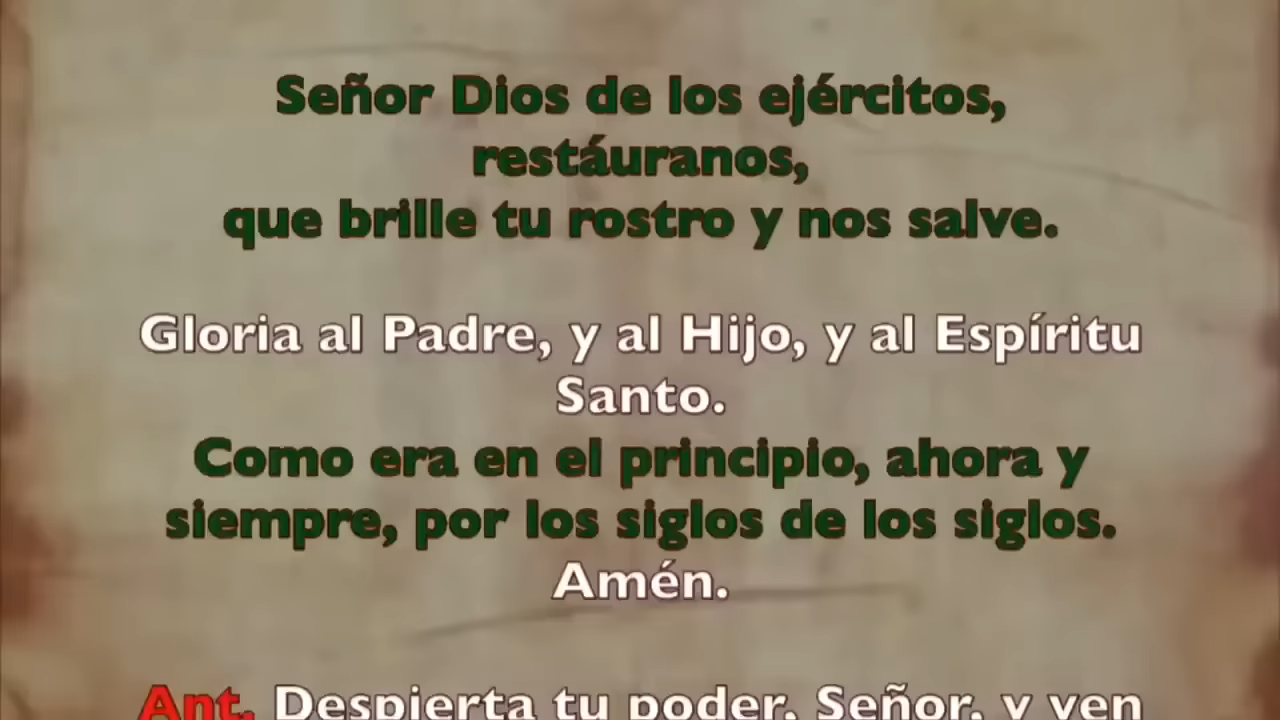 Señor Dios de los ejércitos,
restáuranos,
que brille tu rostro y nos salve.
Gloria al Padre, y al Hijo, y al Espíritu
Santo.
Como era en el principio, ahora y
siempre, por los siglos de los siglos.
Amén.
Ant. Despierta tu poder, Señor, y ven